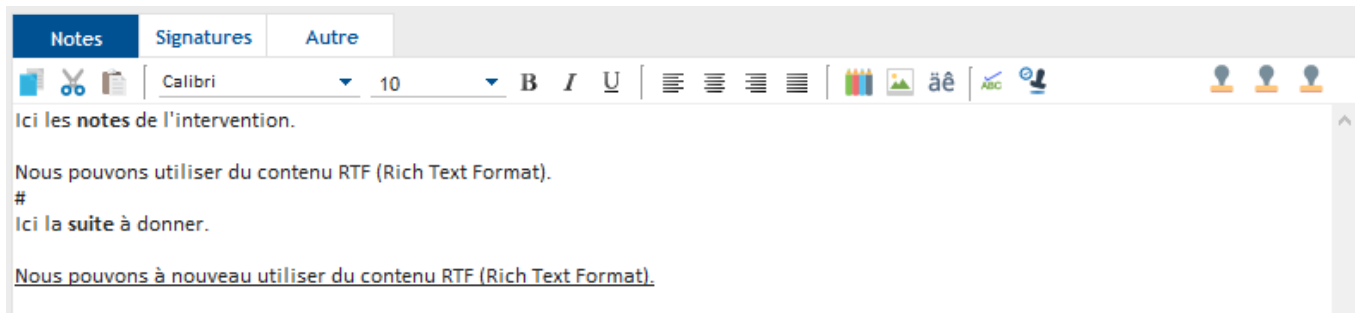 Notes Signatures Autre
Calibri 10 B I U äê ABC
Ici les notes de l'intervention.
Nous pouvons utiliser du contenu RTF (Rich Text Format).
#
Ici la suite à donner.
Nous pouvons à nouveau utiliser du contenu RTF (Rich Text Format).